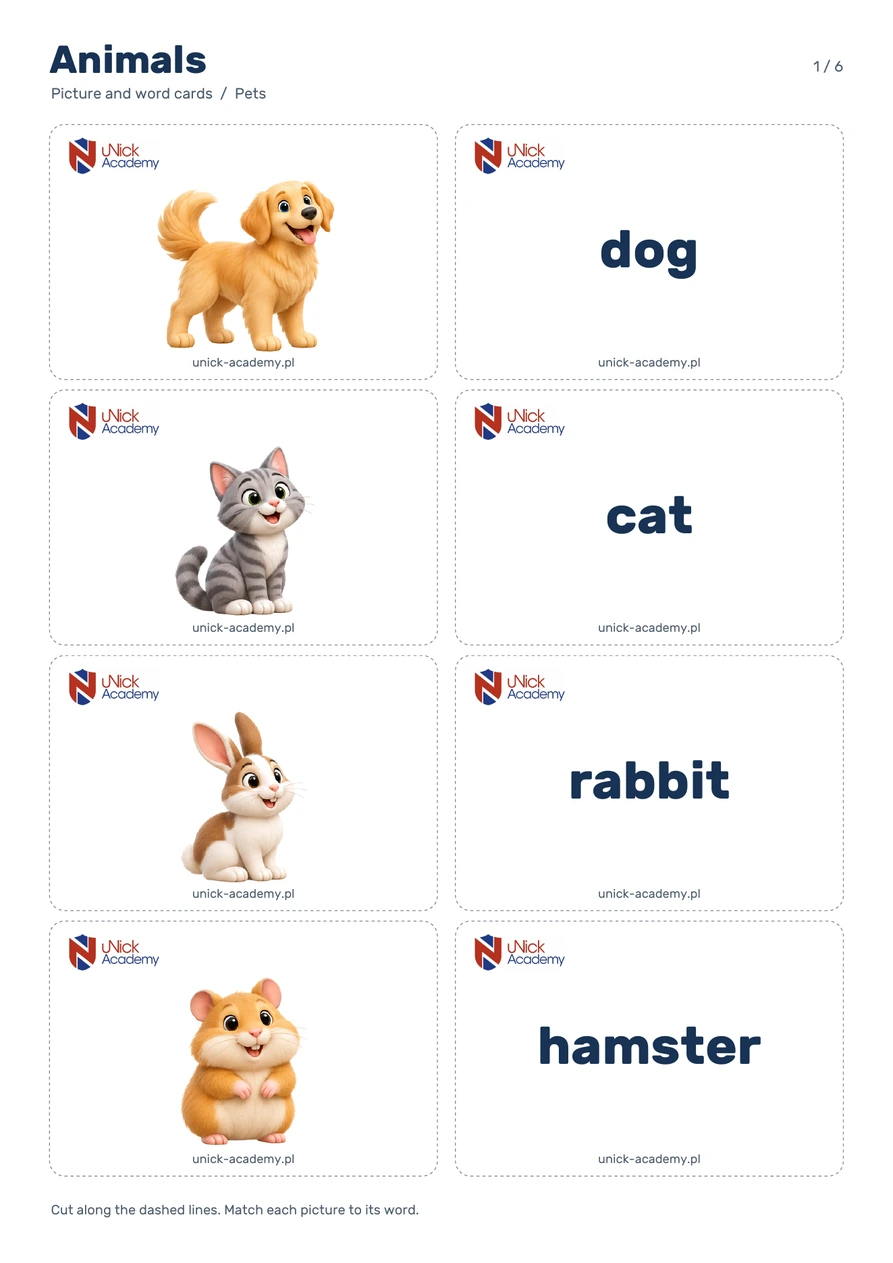 Animals
1 / 6
Picture and word cards / Pets
uNick
Academy
unick-academy.pl
uNick
Academy
dog
unick-academy.pl
uNick
Academy
unick-academy.pl
uNick
Academy
cat
unick-academy.pl
uNick
Academy
unick-academy.pl
uNick
Academy
rabbit
unick-academy.pl
uNick
Academy
unick-academy.pl
uNick
Academy
hamster
unick-academy.pl
Cut along the dashed lines. Match each picture to its word.